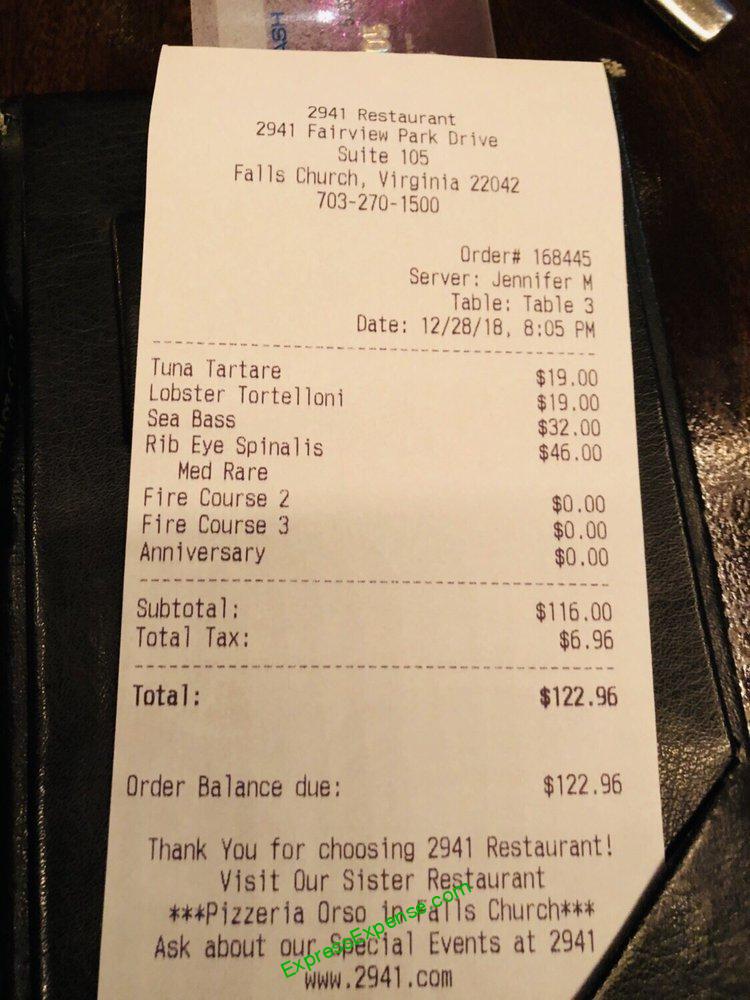 ASH
2941 Restaurant
2941 Fairview Park Drive
Suite 105
Falls Church, Virginia 22042
703-270-1500
Order# 168445
Server: Jennifer M
Table: Table 3
Date: 12/28/18, 8:05 PM
Tuna Tartare $19.00
Lobster Tortelloni $19.00
Sea Bass $32.00
Rib Eye Spinalis $46.00
Med Rare
Fire Course 2 $0.00
Fire Course 3 $0.00
Anniversary $0.00
Subtotal: $116.00
Total Tax: $6.96
Total: $122.96
Order Balance due: $122.96
Thank You for choosing 2941 Restaurant!
Visit Our Sister Restaurant
***Pizzeria Orso in Falls Church***
Ask about our Special Events at 2941
www.2941.com
ExpressExpense.com